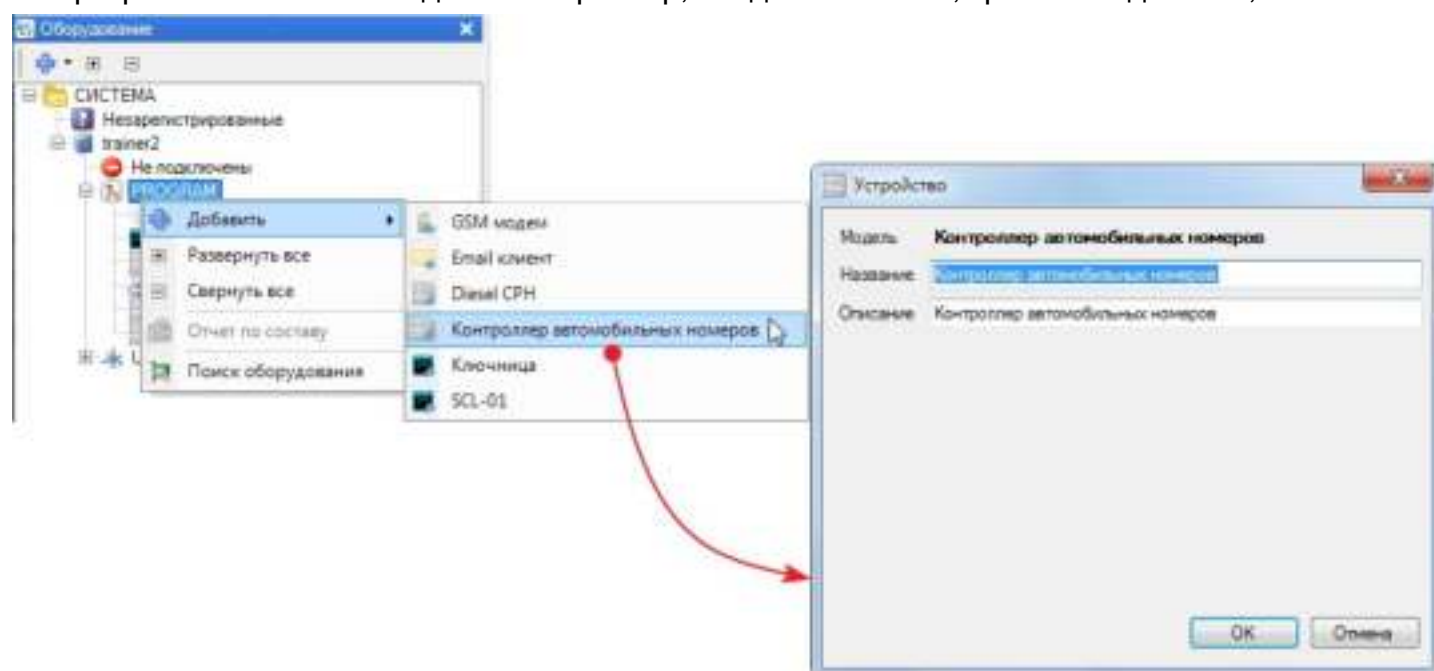 Оборудование
СИСТЕМА
Незарегистрированные
trainer2
Не подключены
PROGRAM
Добавить
Развернуть все
Свернуть все
Отчет по составу
Поиск оборудования
GSM модем
Email клиент
Diesel CPH
Контроллер автомобильных номеров
Ключница
SCL-01
Устройство
Модель Контроллер автомобильных номеров
Название Контроллер автомобильных номеров
Описание Контроллер автомобильных номеров
OK Отмена